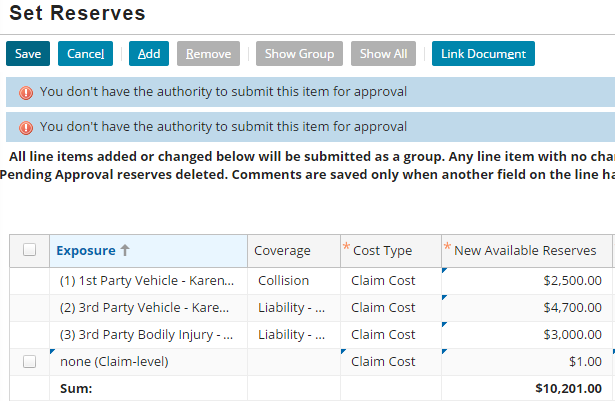 Set Reserves
Save Cancel Add Remove Show Group Show All Link Document
You don't have the authority to submit this item for approval
You don't have the authority to submit this item for approval
All line items added or changed below will be submitted as a group. Any line item with no cha
Pending Approval reserves deleted. Comments are saved only when another field on the line ha
Exposure ↑ Coverage * Cost Type * New Available Reserves
(1) 1st Party Vehicle - Karen... Collision Claim Cost $2,500.00
(2) 3rd Party Vehicle - Kare... Liability - ... Claim Cost $4,700.00
(3) 3rd Party Bodily Injury - ... Liability - ... Claim Cost $3,000.00
none (Claim-level) Claim Cost $1.00
Sum: $10,201.00